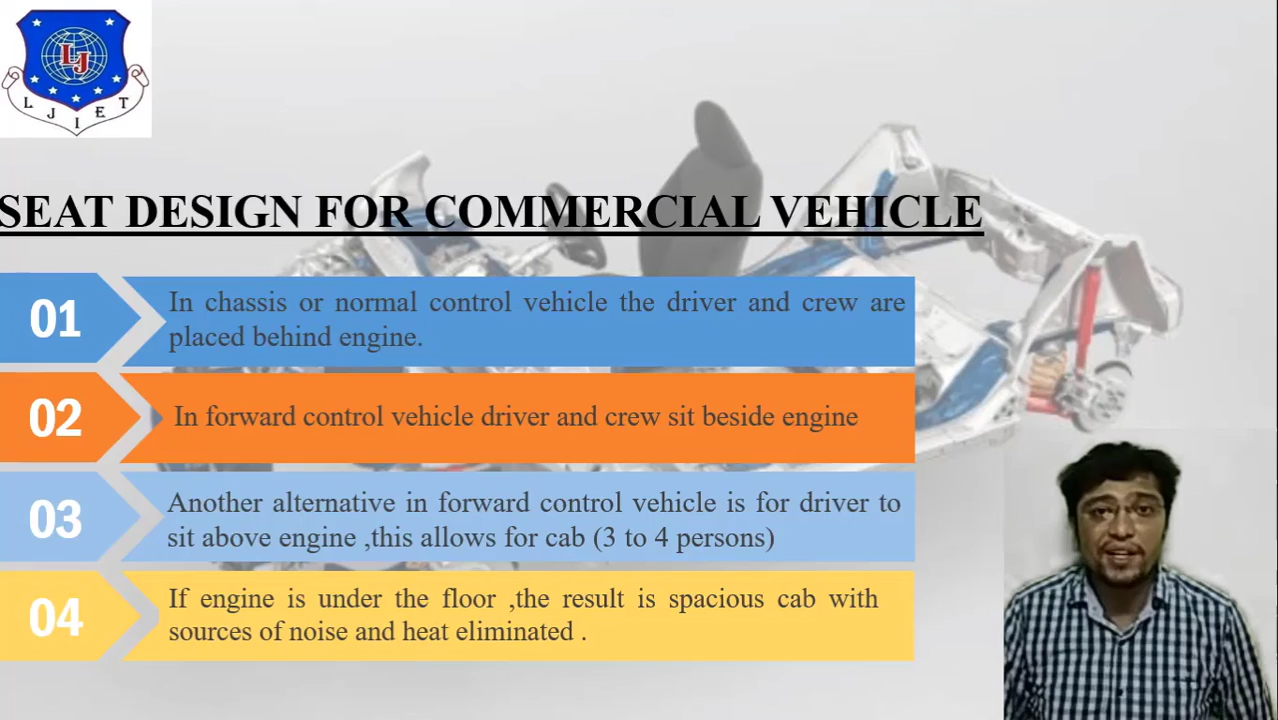 LJ
L J I E T
SEAT DESIGN FOR COMMERCIAL VEHICLE
01
In chassis or normal control vehicle the driver and crew are
placed behind engine.
02
In forward control vehicle driver and crew sit beside engine
03
Another alternative in forward control vehicle is for driver to
sit above engine ,this allows for cab (3 to 4 persons)
04
If engine is under the floor ,the result is spacious cab with
sources of noise and heat eliminated .